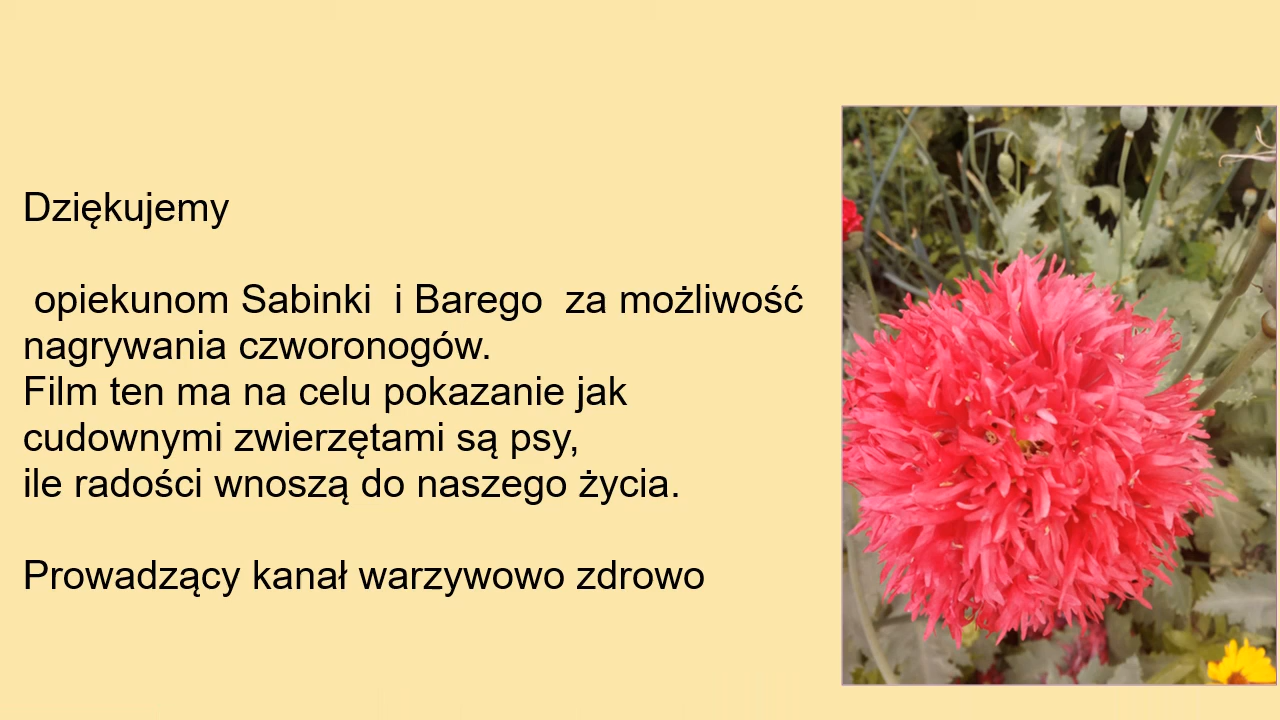 Dziękujemy
opiekunom Sabinki i Barego za możliwość
nagrywania czworonogów.
Film ten ma na celu pokazanie jak
cudownymi zwierzętami są psy,
ile radości wnoszą do naszego życia.
Prowadzący kanał warzywowo zdrowo